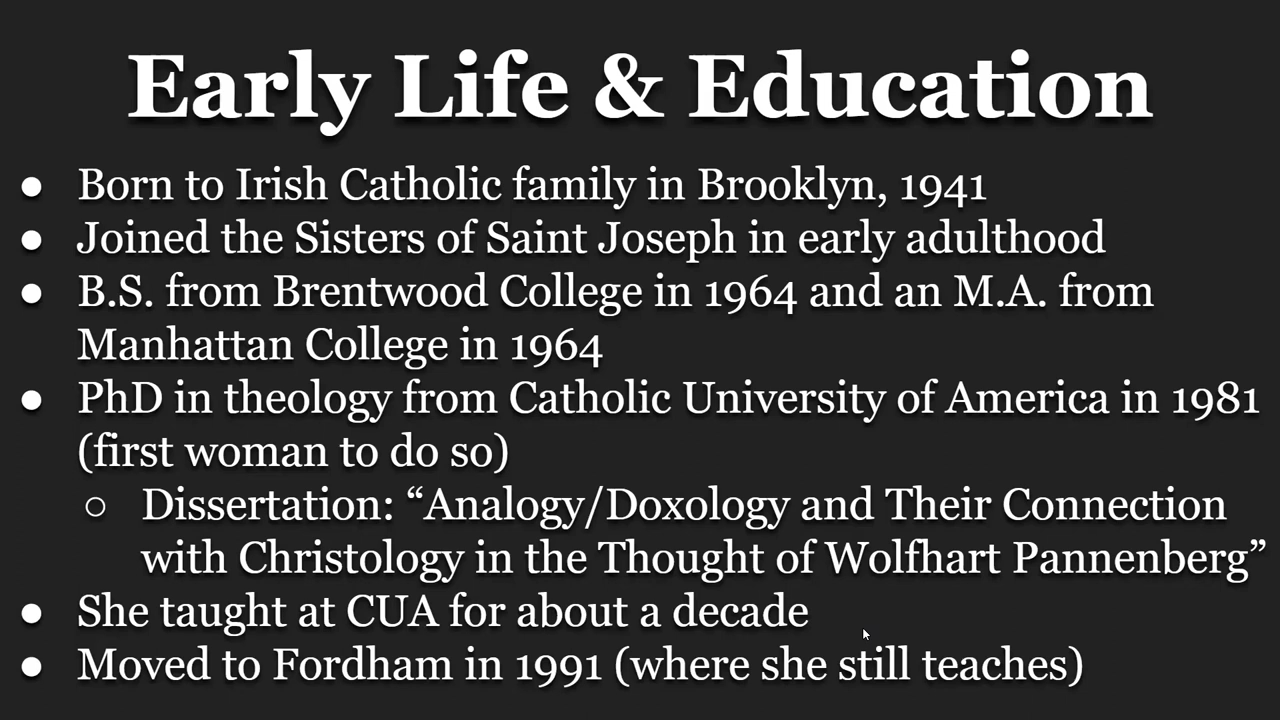 Early Life & Education
● Born to Irish Catholic family in Brooklyn, 1941
● Joined the Sisters of Saint Joseph in early adulthood
● B.S. from Brentwood College in 1964 and an M.A. from
Manhattan College in 1964
● PhD in theology from Catholic University of America in 1981
(first woman to do so)
○ Dissertation: “Analogy/Doxology and Their Connection
with Christology in the Thought of Wolfhart Pannenberg”
● She taught at CUA for about a decade
● Moved to Fordham in 1991 (where she still teaches)